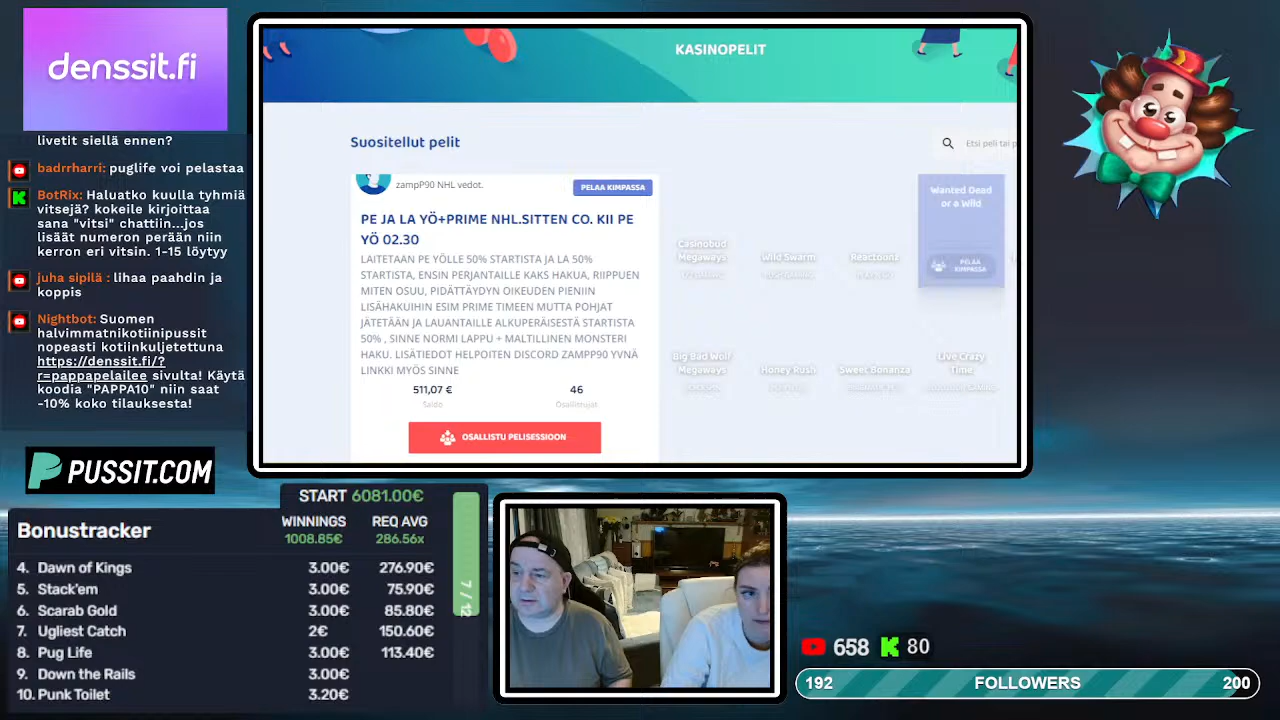 denssit.fi
livetit siellä ennen?
badrrharri: puglife voi pelastaa
BotRix: Haluatko kuulla tyhmiä
vitsejä? kokeile kirjoittaa
sana "vitsi" chattiin...jos
lisäät numeron perään niin
kerron eri vitsin. 1-15 löytyy
juha sipilä : lihaa paahdin ja
koppis
Nightbot: Suomen
halvimmatnikotiinipussit
nopeasti kotiinkuljetettuna
https://denssit.fi/?
r=pappapelailee sivulta! Käytä
koodia "PAPPA10" niin saat
-10% koko tilauksesta!
PUSSIT.COM
KASINOPELIT
Suositellut pelit
Etsi peli tai p
zampP90 NHL vedot.
PELAA KIMPASSA
PE JA LA YÖ+PRIME NHL.SITTEN CO. KII PE
YÖ 02.30
LAITETAAN PE YÖLLE 50% STARTISTA JA LA 50%
STARTISTA, ENSIN PERJANTAILLE KAKS HAKUA, RIIPPUEN
MITEN OSUU, PIDÄTTÄYDYN OIKEUDEN PIENIIN
LISÄHAKUIHIN ESIM PRIME TIMEEN MUTTA POHJAT
JÄTETÄÄN JA LAUANTAILLE ALKUPERÄISESTÄ STARTISTA
50% , SINNE NORMI LAPPU + MALTILLINEN MONSTERI
HAKU. LISÄTIEDOT HELPOITEN DISCORD ZAMPP90 YVNÄ
LINKKI MYÖS SINNE
511,07 €
46
Saldo
Osallistujat
OSALLISTU PELISESSIOON
Casinobud
Megaways
Wild Swarm
Reactoonz
Wanted Dead
or a Wild
PELAA
KIMPASSA
Big Bad Wolf
Megaways
Honey Rush
Sweet Bonanza
Live Crazy
Time
START 6081.00€
Bonustracker
WINNINGS
1008.85€
REQ AVG
286.56x
4. Dawn of Kings 3.00€ 276.90€
5. Stack'em 3.00€ 75.90€
6. Scarab Gold 3.00€ 85.80€
7. Ugliest Catch 2€ 150.60€
8. Pug Life 3.00€ 113.40€
9. Down the Rails 3.00€
10. Punk Toilet 3.20€
7 / 12
658
80
192 FOLLOWERS 200